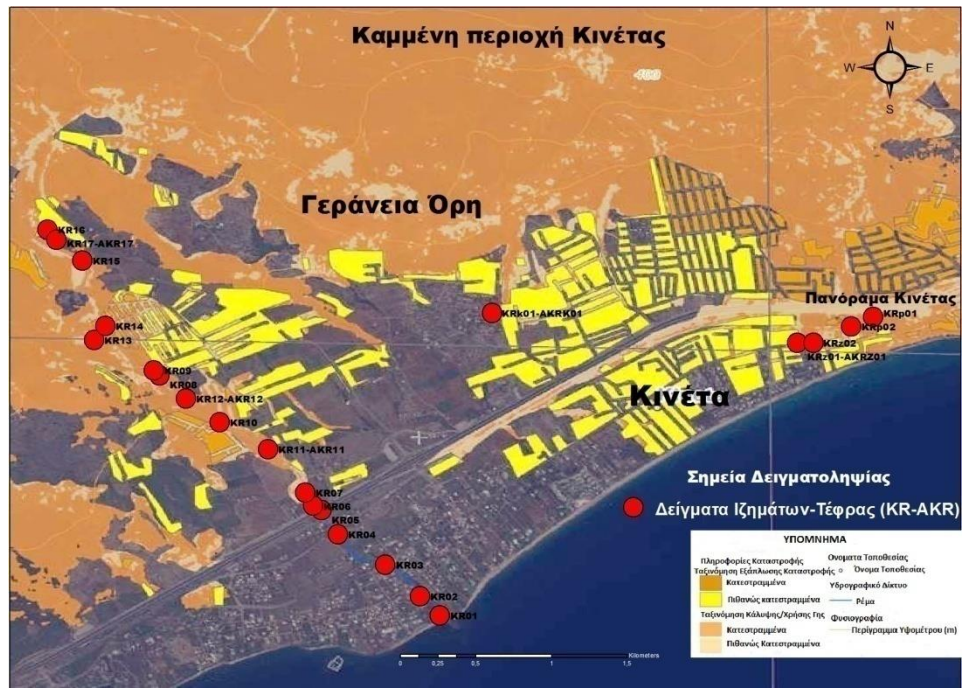 Καμμένη περιοχή Κινέτας
N
W E
S
400
Γεράνεια Όρη
KR16
KR17-AKR17
KR15
KRk01-AKRK01
Πανόραμα Κινέτας
KRp01
KRp02
KR14
KR13
KRz02
KRz01-AKRZ01
KR09
KR08
KR12-AKR12
Κινέτα
KR10
KR11-AKR11
Σημεία Δειγματοληψίας
KR07
KR06
KR05
Δείγματα Ιζημάτων-Τέφρας (KR-AKR)
KR04
KR03
KR02
KR01
ΥΠΟΜΝΗΜΑ
Πληροφορίες Καταστροφής
Ταξινόμηση Εξάπλωσης Καταστροφής
Κατεστραμμένα
Πιθανώς κατεστραμμένα
Ταξινόμηση Κάλυψης/Χρήσης Γης
Κατεστραμμένα
Πιθανώς Κατεστραμμένα
Ονοματα Τοποθεσίας
Όνομα Τοποθεσίας
Υδρογραφικό Δίκτυο
Ρέμα
Φυσιογραφία
Περίγραμμα Υψομέτρου (m)
Kilometers
0 0,25 0,5 1 1,5